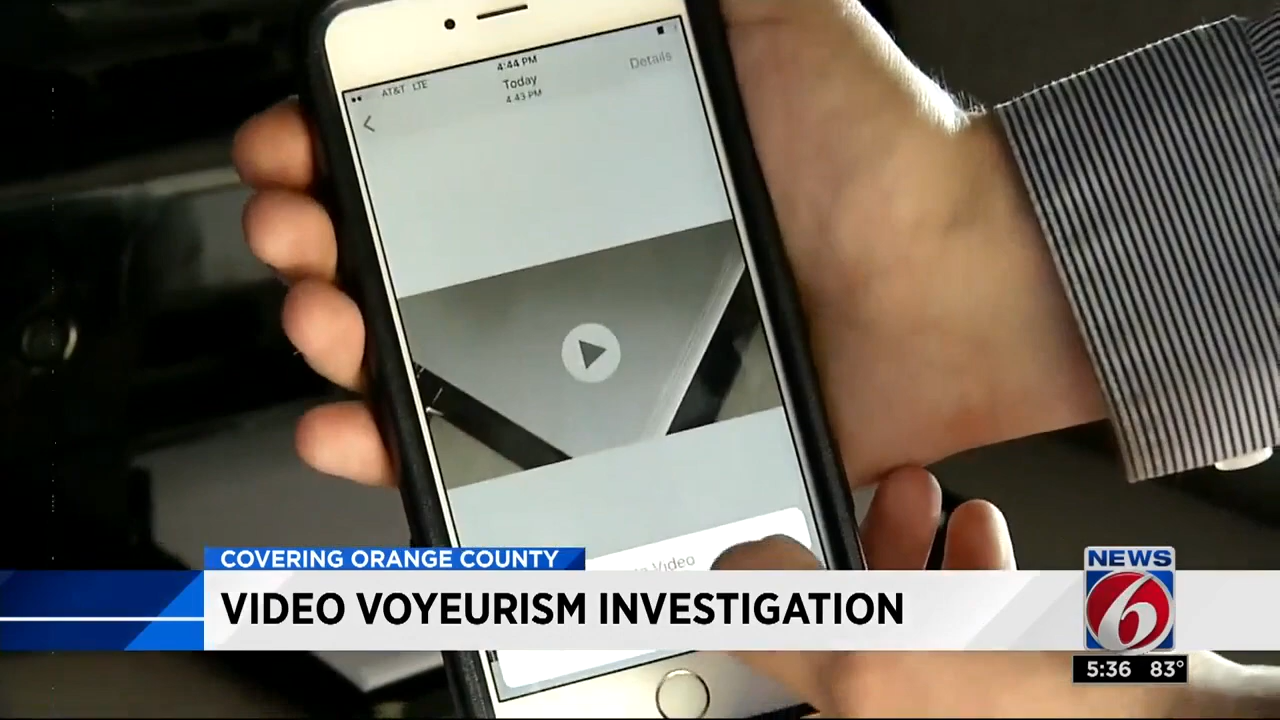 4:44 PM
AT&T LTE
Today
Details
4:43 PM
Video
COVERING ORANGE COUNTY
VIDEO VOYEURISM INVESTIGATION
NEWS
6
5:36 83°